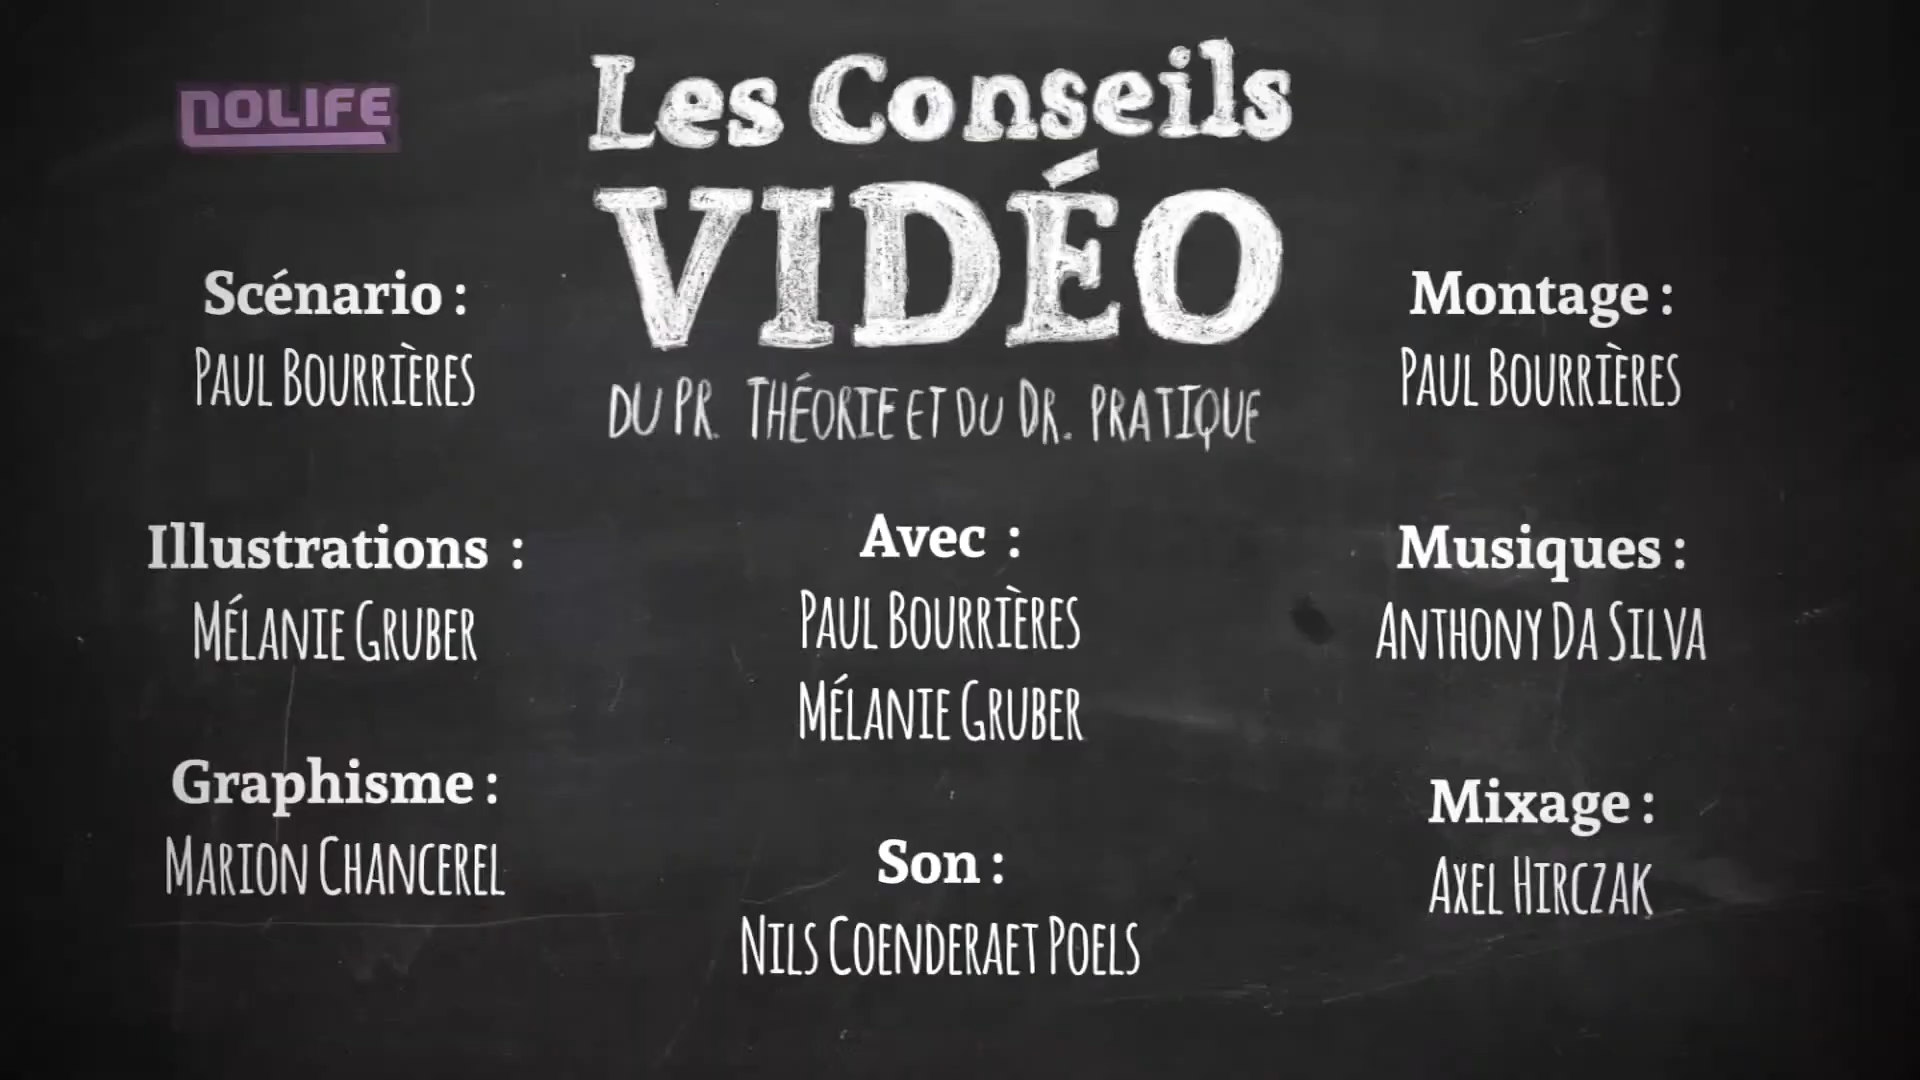 NOLIFE
Les Conseils
VIDÉO
DU PR. THÉORIE ET DU DR. PRATIQUE
Scénario :
PAUL BOURRIÈRES
Illustrations :
MÉLANIE GRUBER
Graphisme :
MARION CHANCEREL
Avec :
PAUL BOURRIÈRES
MÉLANIE GRUBER
Son :
NILS COENDERAET POELS
Montage :
PAUL BOURRIÈRES
Musiques :
ANTHONY DA SILVA
Mixage :
AXEL HIRCZAK